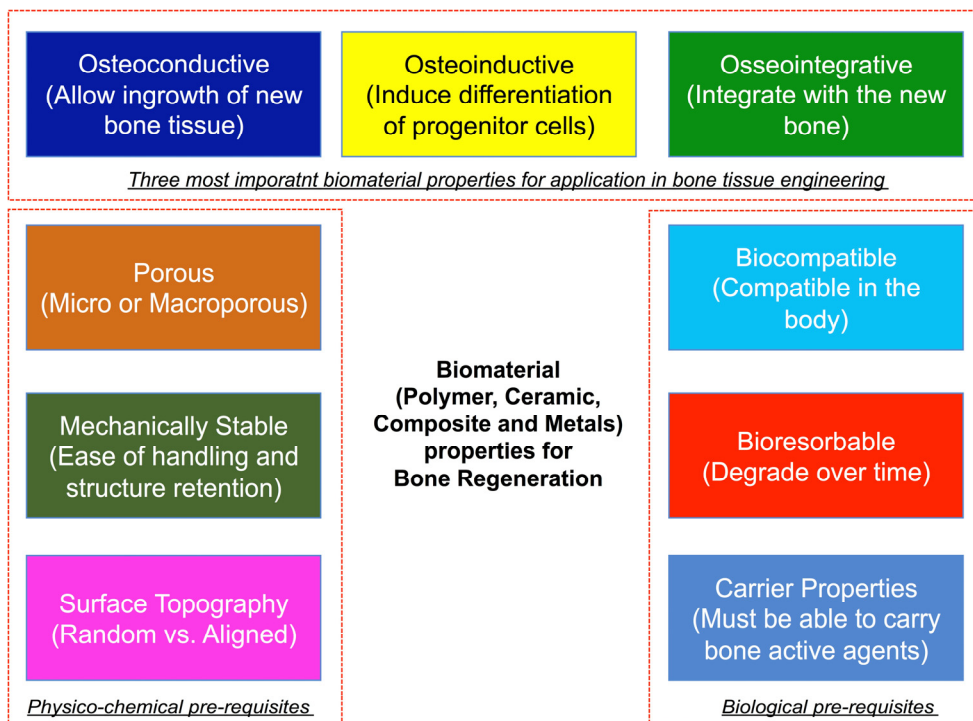 Osteoconductive
(Allow ingrowth of new
bone tissue)
Osteoinductive
(Induce differentiation
of progenitor cells)
Osseointegrative
(Integrate with the new
bone)
Three most imporatnt biomaterial properties for application in bone tissue engineering
Porous
(Micro or Macroporous)
Mechanically Stable
(Ease of handling and
structure retention)
Surface Topography
(Random vs. Aligned)
Physico-chemical pre-requisites
Biomaterial
(Polymer, Ceramic,
Composite and Metals)
properties for
Bone Regeneration
Biocompatible
(Compatible in the
body)
Bioresorbable
(Degrade over time)
Carrier Properties
(Must be able to carry
bone active agents)
Biological pre-requisites